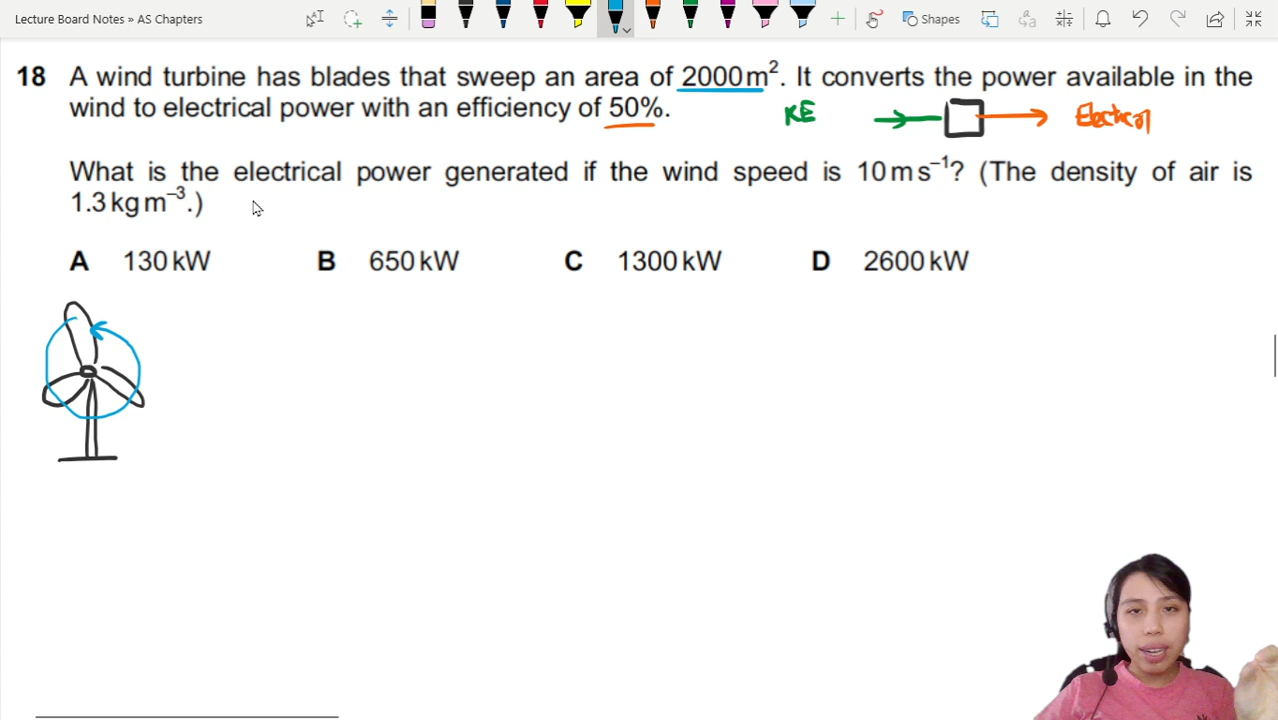 Lecture Board Notes » AS Chapters
Shapes
18 A wind turbine has blades that sweep an area of 2000 m². It converts the power available in the
wind to electrical power with an efficiency of 50%.
KE
What is the electrical power generated if the wind speed is 10 m s⁻¹? (The density of air is
1.3 kg m⁻³.)
A 130 kW B 650 kW C 1300 kW D 2600 kW